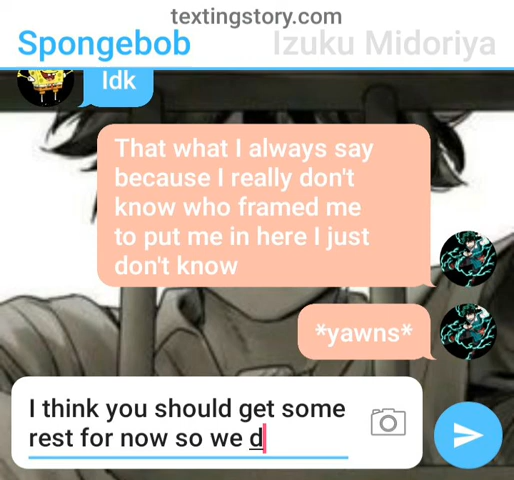 textingstory.com
Spongebob Izuku Midoriya
Idk
That what I always say
because I really don't
know who framed me
to put me in here I just
don't know
*yawns*
I think you should get some
rest for now so we d